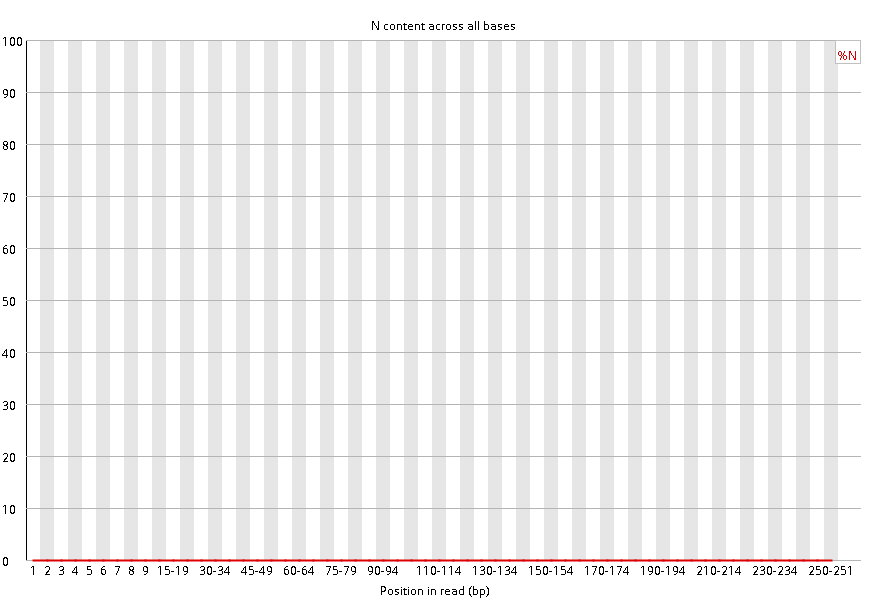 N content across all bases
%N
100
90
80
70
60
50
40
30
20
10
0
1 2 3 4 5 6 7 8 9 15-19 30-34 45-49 60-64 75-79 90-94 110-114 130-134 150-154 170-174 190-194 210-214 230-234 250-251
Position in read (bp)